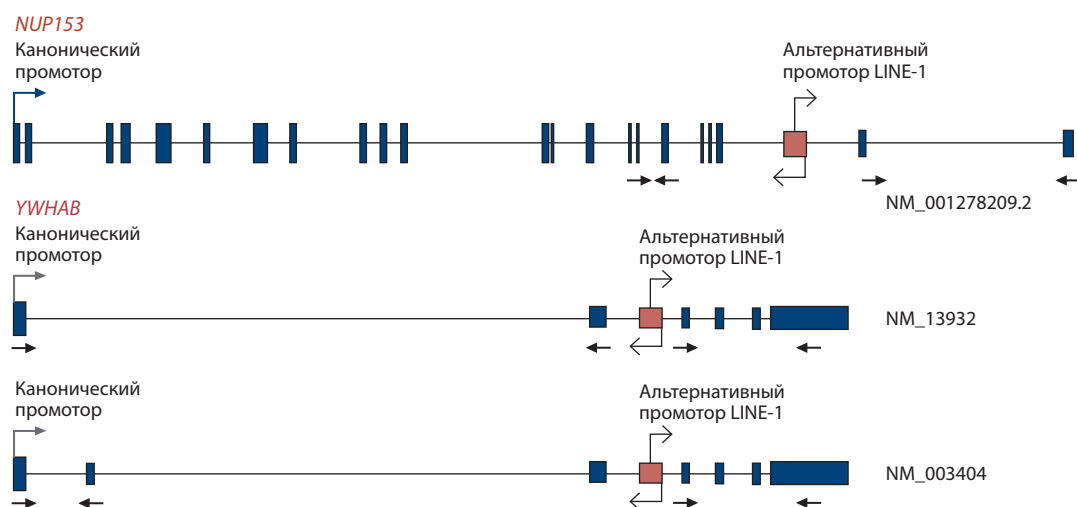 NUP153
Канонический
промотор
Альтернативный
промотор LINE-1
NM_001278209.2
YWHAB
Канонический
промотор
Альтернативный
промотор LINE-1
NM_13932
Канонический
промотор
Альтернативный
промотор LINE-1
NM_003404